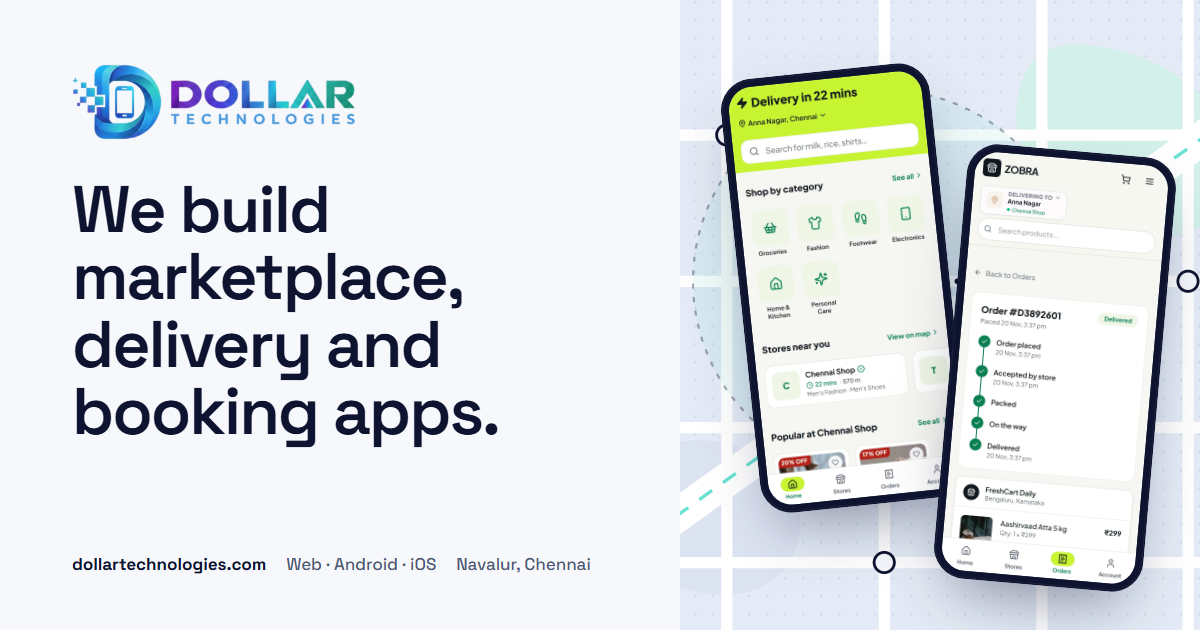 DOLLAR
TECHNOLOGIES
We build
marketplace,
delivery and
booking apps.
dollartechnologies.com Web · Android · iOS Navalur, Chennai
Delivery in 22 mins
Anna Nagar, Chennai
Search for milk, rice, shirts...
Shop by category
See all
Groceries
Fashion
Footwear
Electronics
Home & Kitchen
Personal Care
Stores near you
View on map
C
Chennai Shop
22 mins · 570 m
Men's Fashion · Men's Shoes
T
Popular at Chennai Shop
See all
20% OFF
17% OFF
Home
Stores
Orders
ZOBRA
DELIVERING TO
Anna Nagar
Chennai Shop
Search products...
Back to Orders
Order #D3892601
Delivered
Placed 20 Nov, 3:37 pm
Order placed
20 Nov, 3:37 pm
Accepted by store
20 Nov, 3:37 pm
Packed
On the way
Delivered
20 Nov, 3:37 pm
FreshCart Daily
Bengaluru, Karnataka
Aashirvaad Atta 5 kg
₹299
Qty: 1 x ₹299
Home
Stores
Orders
Account